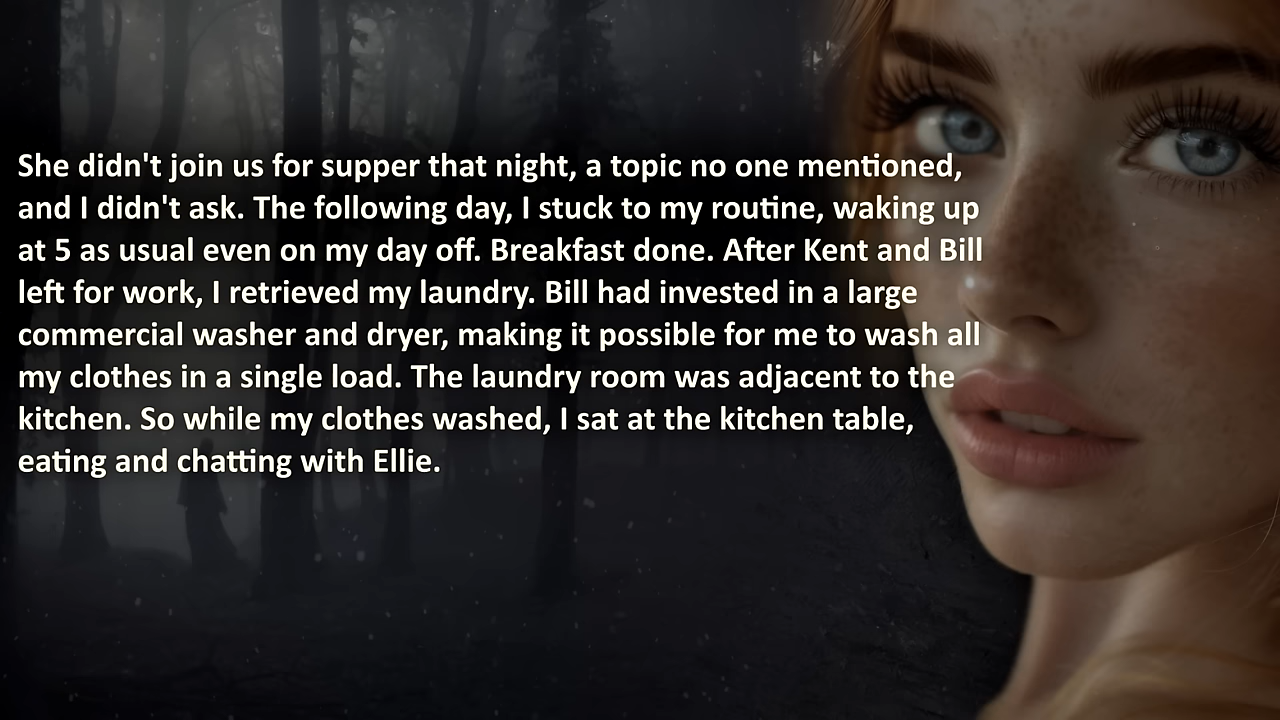 She didn't join us for supper that night, a topic no one mentioned,
and I didn't ask. The following day, I stuck to my routine, waking up
at 5 as usual even on my day off. Breakfast done. After Kent and Bill
left for work, I retrieved my laundry. Bill had invested in a large
commercial washer and dryer, making it possible for me to wash all
my clothes in a single load. The laundry room was adjacent to the
kitchen. So while my clothes washed, I sat at the kitchen table,
eating and chatting with Ellie.